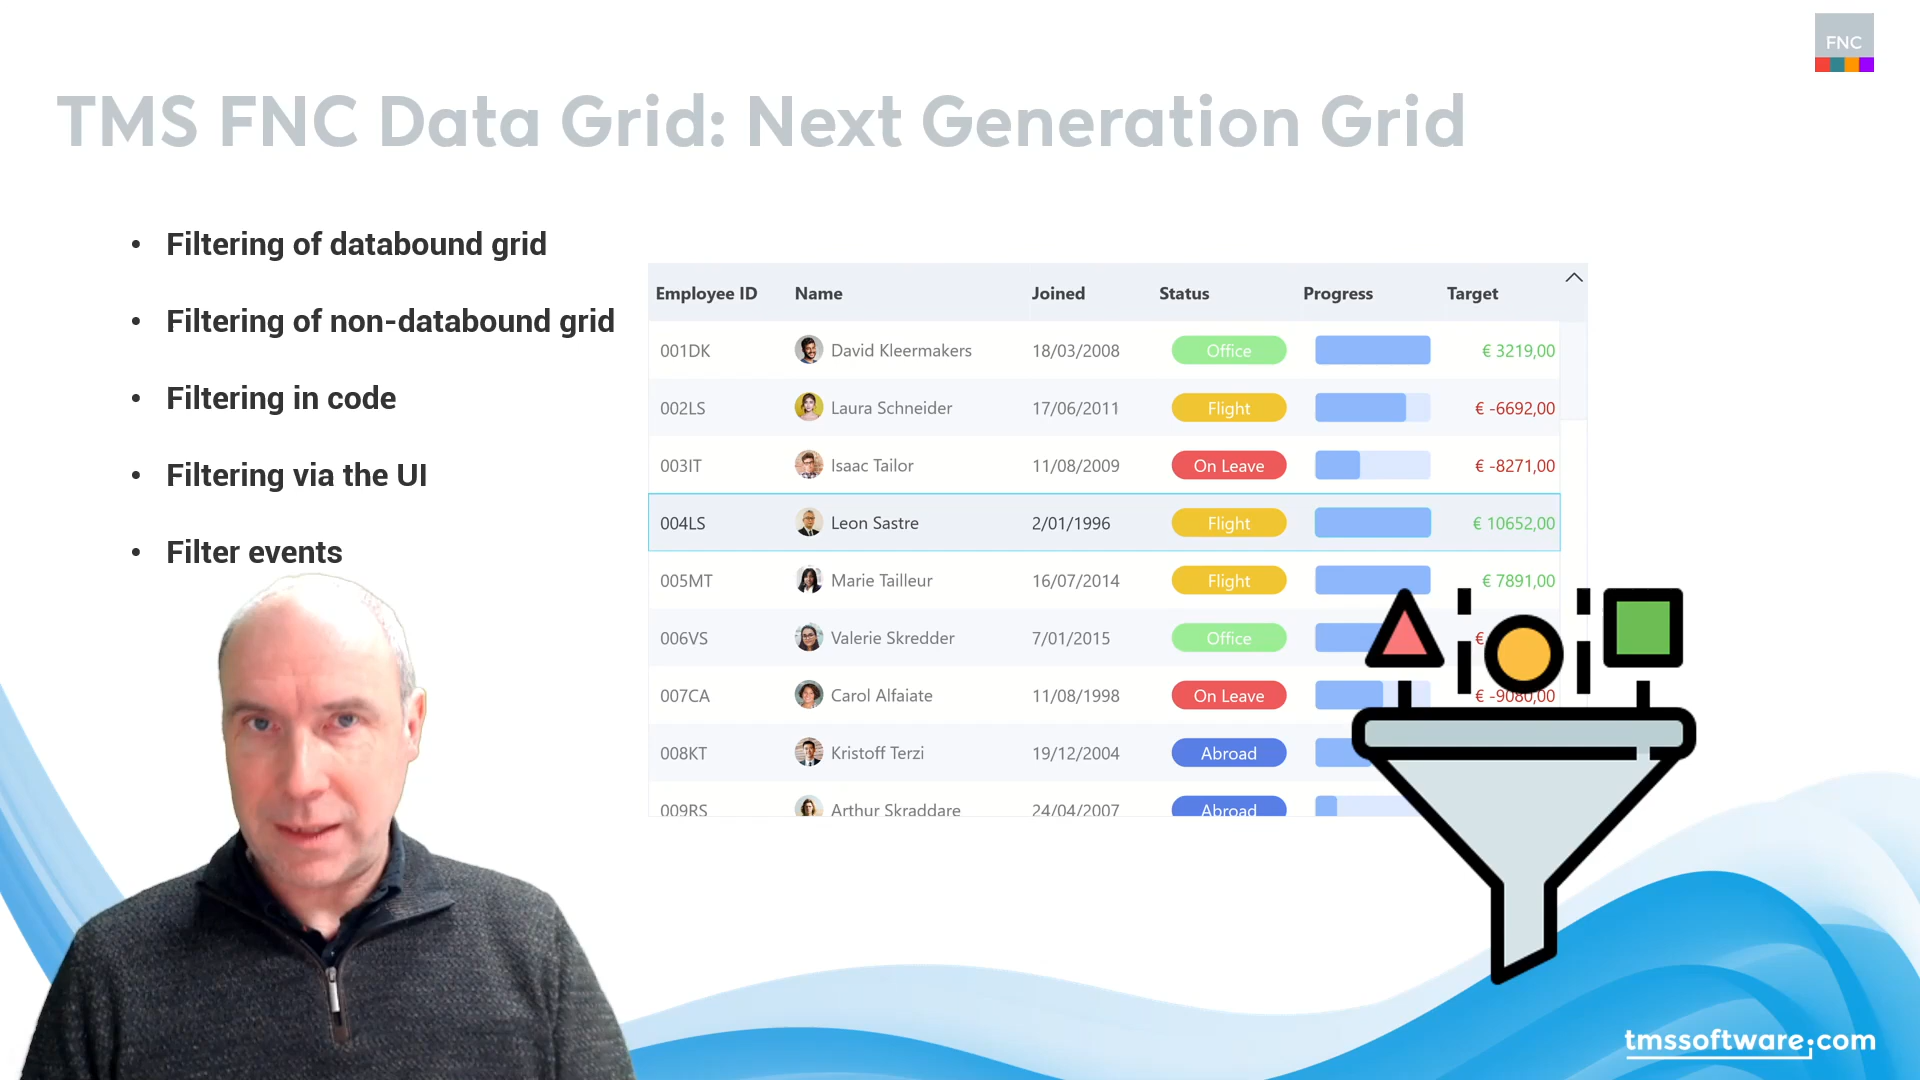 FNC
TMS FNC Data Grid: Next Generation Grid
• Filtering of databound grid
• Filtering of non-databound grid
• Filtering in code
• Filtering via the UI
• Filter events
Employee ID Name Joined Status Progress Target
001DK David Kleermakers 18/03/2008 Office € 3219,00
002LS Laura Schneider 17/06/2011 Flight € -6692,00
003IT Isaac Tailor 11/08/2009 On Leave € -8271,00
004LS Leon Sastre 2/01/1996 Flight € 10652,00
005MT Marie Tailleur 16/07/2014 Flight € 7891,00
006VS Valerie Skredder 7/01/2015 Office €
007CA Carol Alfaiate 11/08/1998 On Leave € -9080,00
008KT Kristoff Terzi 19/12/2004 Abroad
009RS Arthur Skraddare 24/04/2007 Abroad
tmssoftware.com